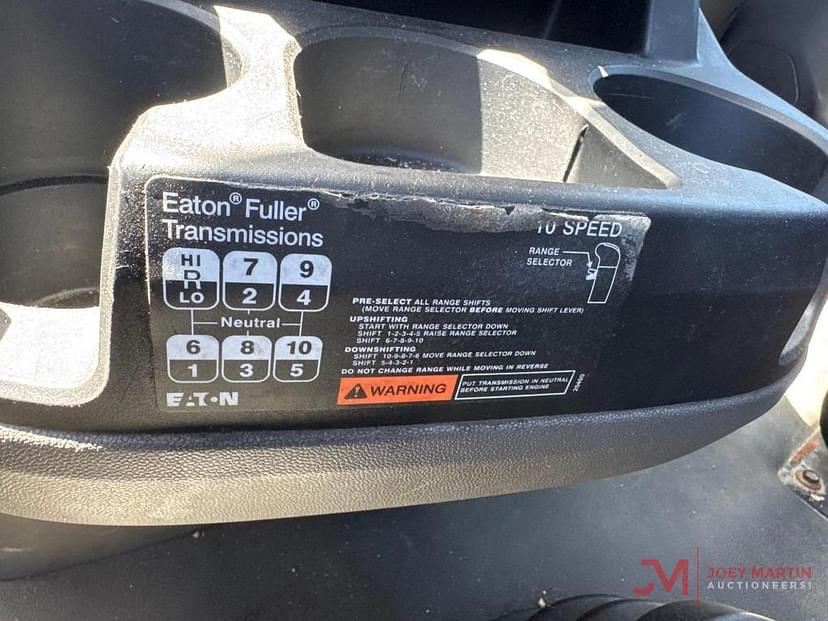 Eaton® Fuller®
Transmissions
10 SPEED
RANGE
SELECTOR
HI 7 9
R
LO 2 4
Neutral
6 8 10
1 3 5
EATON
PRE-SELECT ALL RANGE SHIFTS
(MOVE RANGE SELECTOR BEFORE MOVING SHIFT LEVER)
UPSHIFTING
START WITH RANGE SELECTOR DOWN
SHIFT 1-2-3-4-5 RAISE RANGE SELECTOR
SHIFT 6-7-8-9-10
DOWNSHIFTING
SHIFT 10-9-8-7-6 MOVE RANGE SELECTOR DOWN
SHIFT 5-4-3-2-1
DO NOT CHANGE RANGE WHILE MOVING IN REVERSE
WARNING
PUT TRANSMISSION IN NEUTRAL
BEFORE STARTING ENGINE
20460
JM JOEY MARTIN
AUCTIONEERS!